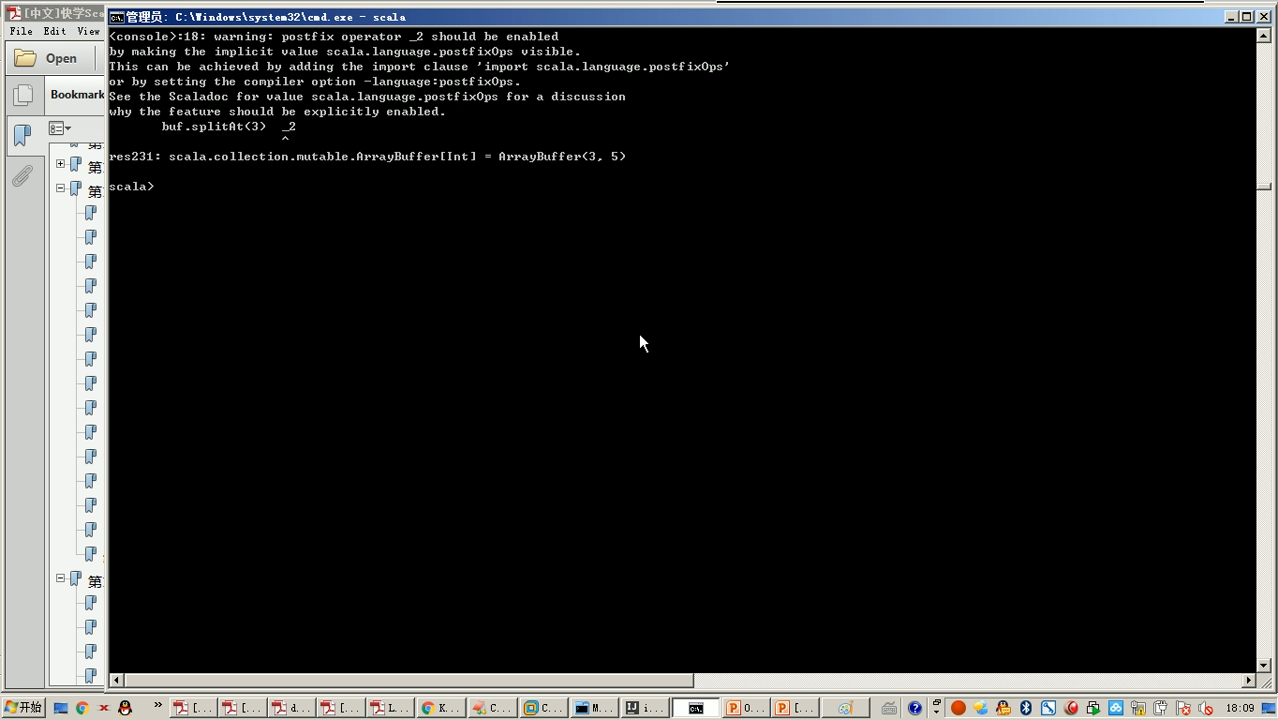 [中文]快学Sca
管理员: C:\Windows\system32\cmd.exe - scala
File Edit View
Open
Bookmark
第
第
第
<console>:18: warning: postfix operator _2 should be enabled
by making the implicit value scala.language.postfixOps visible.
This can be achieved by adding the import clause 'import scala.language.postfixOps'
or by setting the compiler option -language:postfixOps.
See the Scaladoc for value scala.language.postfixOps for a discussion
why the feature should be explicitly enabled.
buf.splitAt(3) _2
^
res231: scala.collection.mutable.ArrayBuffer[Int] = ArrayBuffer(3, 5)
scala>
开始 [... [... d... [... L... K... C... C... M... i... O... [... 18:09